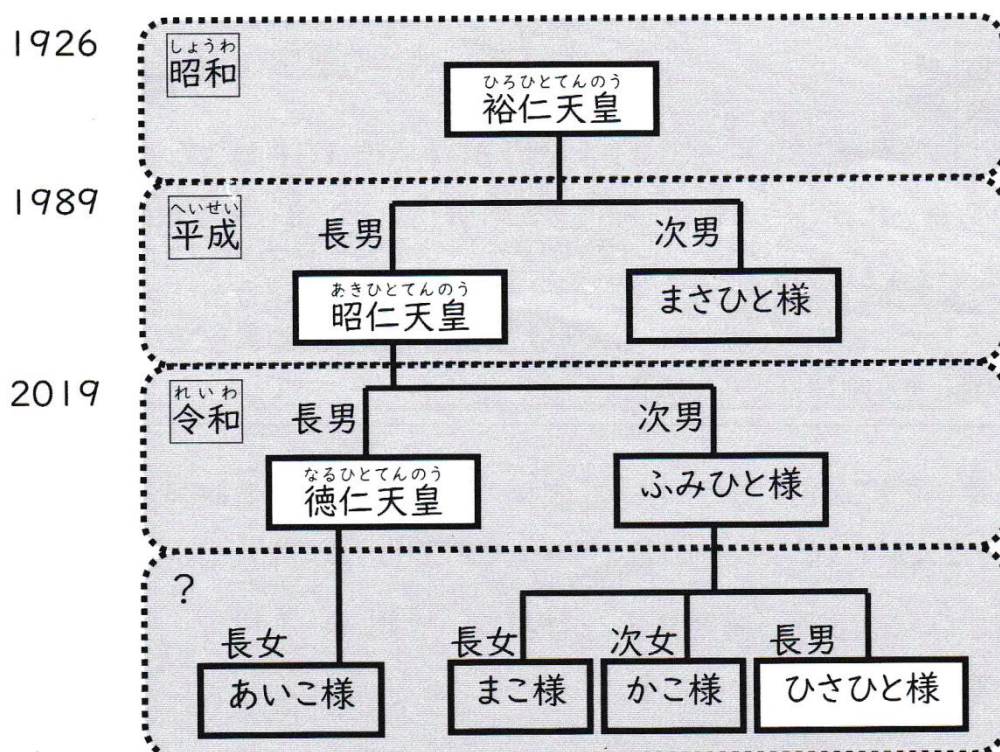 1926
しょうわ
昭和
ひろひとてんのう
裕仁天皇
1989
へいせい
平成
長男
次男
あきひとてんのう
昭仁天皇
まさひと様
2019
れいわ
令和
長男
次男
なるひとてんのう
徳仁天皇
ふみひと様
?
長女
長女
次女
長男
あいこ様
まこ様
かこ様
ひさひと様